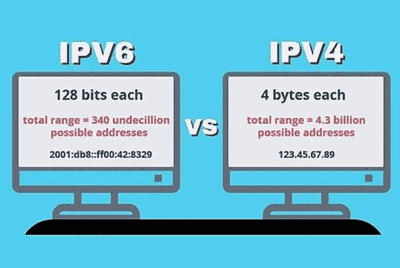 IPV6
128 bits each
total range = 340 undecillion
possible addresses
2001:db8::ff00:42:8329
VS
IPV4
4 bytes each
total range = 4.3 billion
possible addresses
123.45.67.89